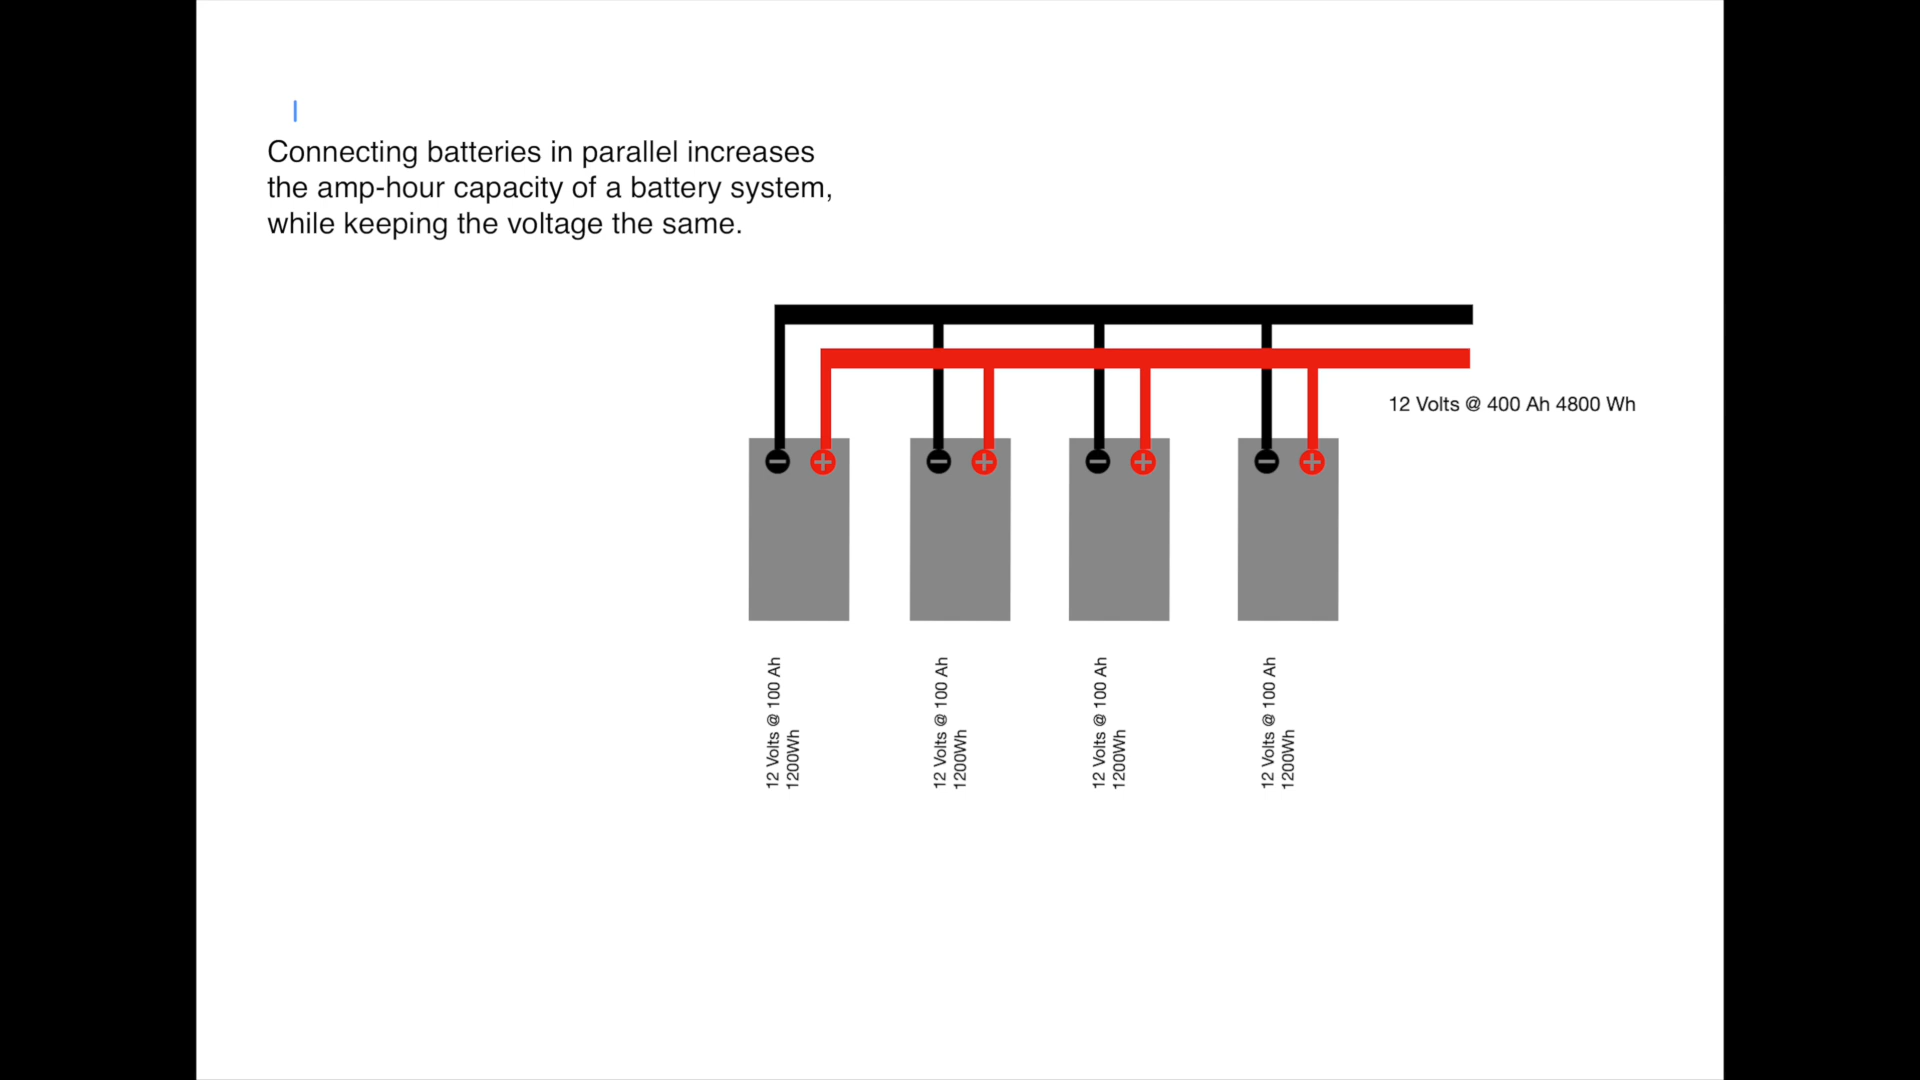 Connecting batteries in parallel increases
the amp-hour capacity of a battery system,
while keeping the voltage the same.
12 Volts @ 400 Ah 4800 Wh
12 Volts @ 100 Ah
1200Wh
12 Volts @ 100 Ah
1200Wh
12 Volts @ 100 Ah
1200Wh
12 Volts @ 100 Ah
1200Wh